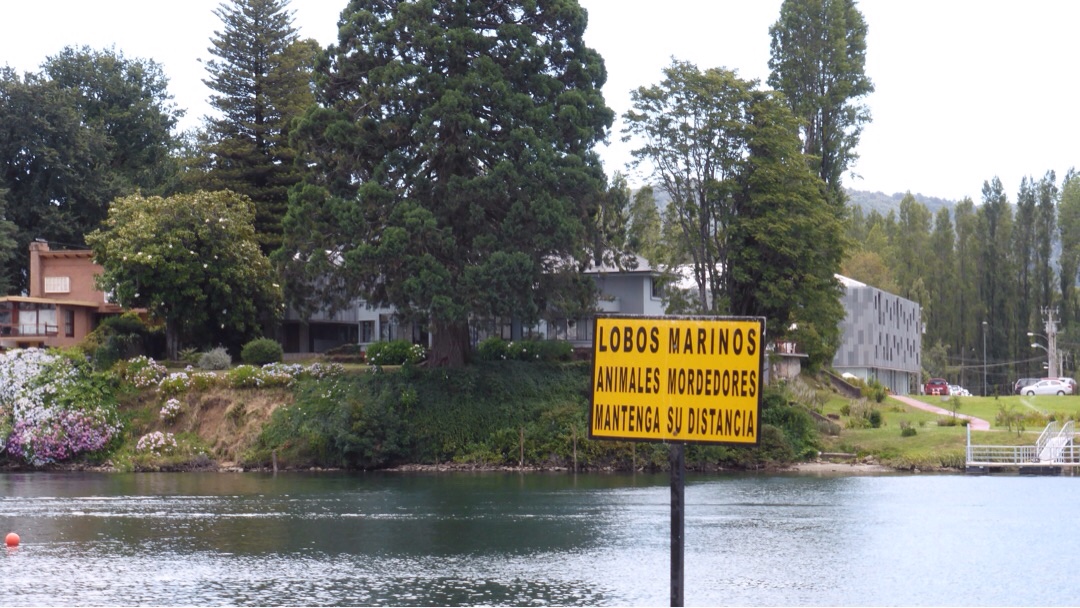 LOBOS MARINOS
ANIMALES MORDEDORES
MANTENGA SU DISTANCIA